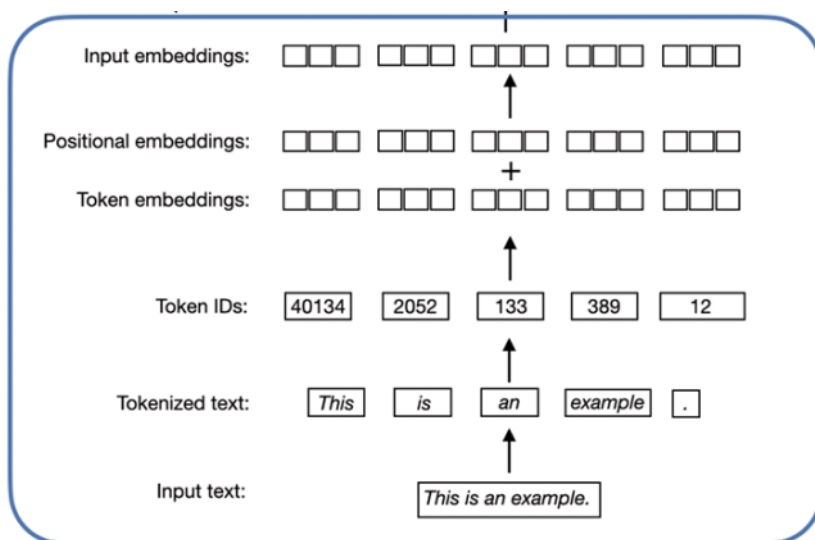 Input embeddings:
Positional embeddings:
+
Token embeddings:
Token IDs: 40134 2052 133 389 12
Tokenized text: This is an example .
Input text: This is an example.